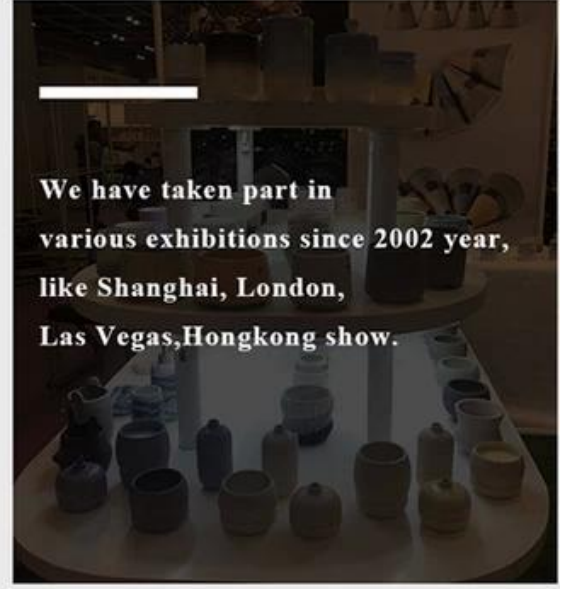 We have taken part in
various exhibitions since 2002 year,
like Shanghai, London,
Las Vegas,Hongkong show.